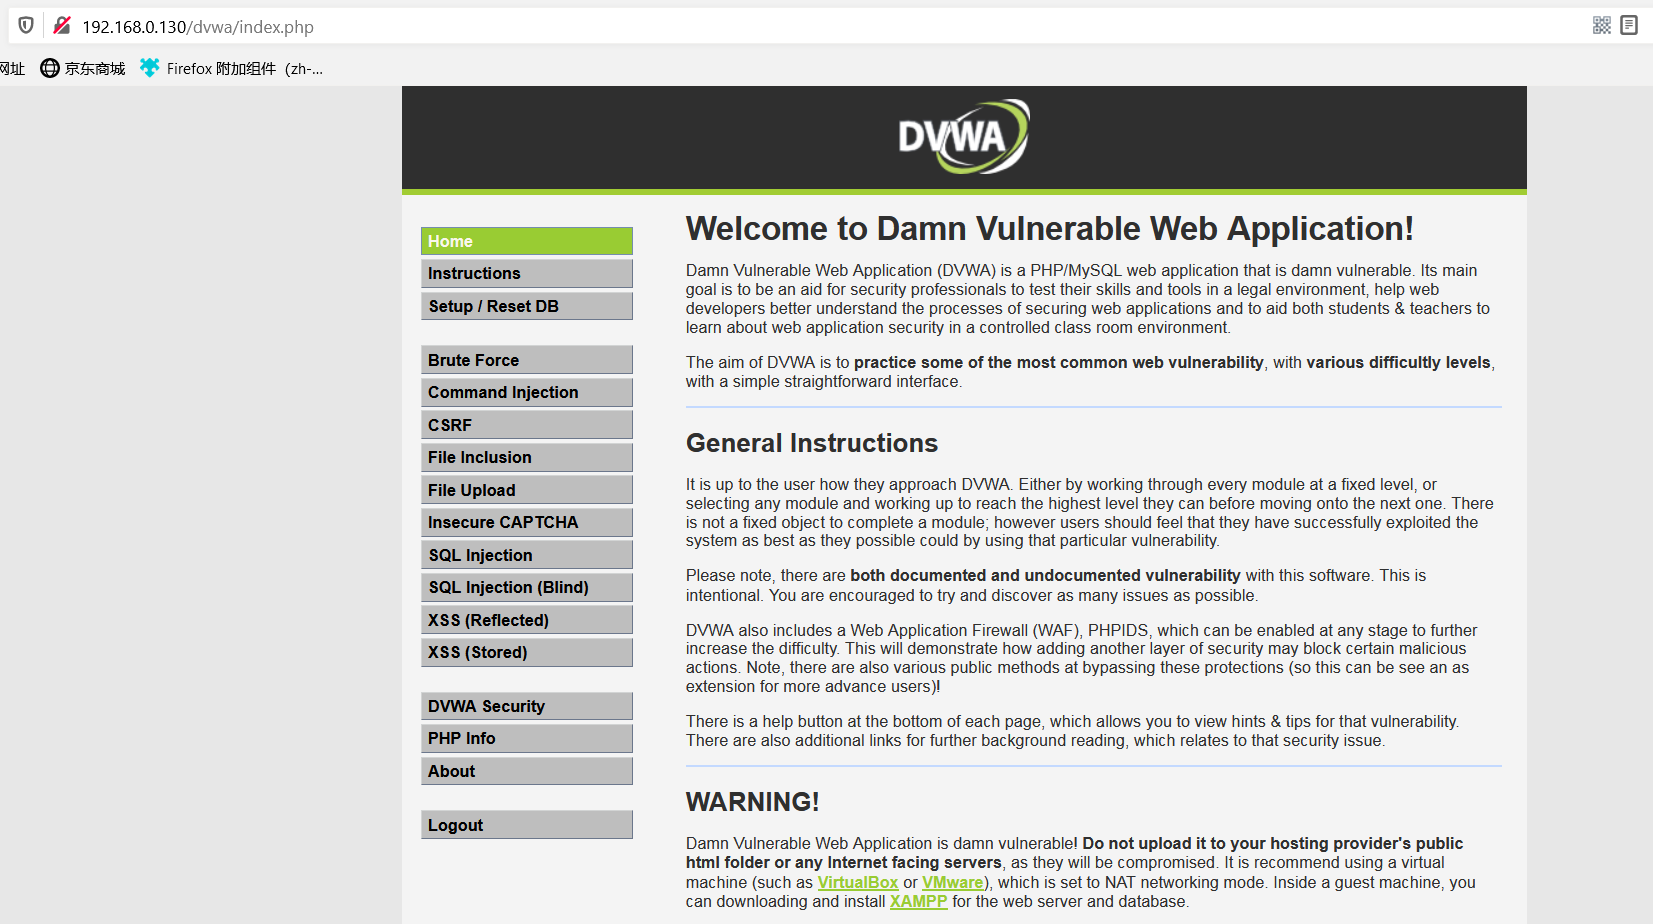 192.168.0.130/dvwa/index.php
网址 京东商城 Firefox 附加组件（zh-...
DVWA
Home
Instructions
Setup / Reset DB
Brute Force
Command Injection
CSRF
File Inclusion
File Upload
Insecure CAPTCHA
SQL Injection
SQL Injection (Blind)
XSS (Reflected)
XSS (Stored)
DVWA Security
PHP Info
About
Logout
Welcome to Damn Vulnerable Web Application!
Damn Vulnerable Web Application (DVWA) is a PHP/MySQL web application that is damn vulnerable. Its main
goal is to be an aid for security professionals to test their skills and tools in a legal environment, help web
developers better understand the processes of securing web applications and to aid both students & teachers to
learn about web application security in a controlled class room environment.
The aim of DVWA is to practice some of the most common web vulnerability, with various difficultly levels,
with a simple straightforward interface.
General Instructions
It is up to the user how they approach DVWA. Either by working through every module at a fixed level, or
selecting any module and working up to reach the highest level they can before moving onto the next one. There
is not a fixed object to complete a module; however users should feel that they have successfully exploited the
system as best as they possible could by using that particular vulnerability.
Please note, there are both documented and undocumented vulnerability with this software. This is
intentional. You are encouraged to try and discover as many issues as possible.
DVWA also includes a Web Application Firewall (WAF), PHPIDS, which can be enabled at any stage to further
increase the difficulty. This will demonstrate how adding another layer of security may block certain malicious
actions. Note, there are also various public methods at bypassing these protections (so this can be see an as
extension for more advance users)!
There is a help button at the bottom of each page, which allows you to view hints & tips for that vulnerability.
There are also additional links for further background reading, which relates to that security issue.
WARNING!
Damn Vulnerable Web Application is damn vulnerable! Do not upload it to your hosting provider's public
html folder or any Internet facing servers, as they will be compromised. It is recommend using a virtual
machine (such as VirtualBox or VMware), which is set to NAT networking mode. Inside a guest machine, you
can downloading and install XAMPP for the web server and database.